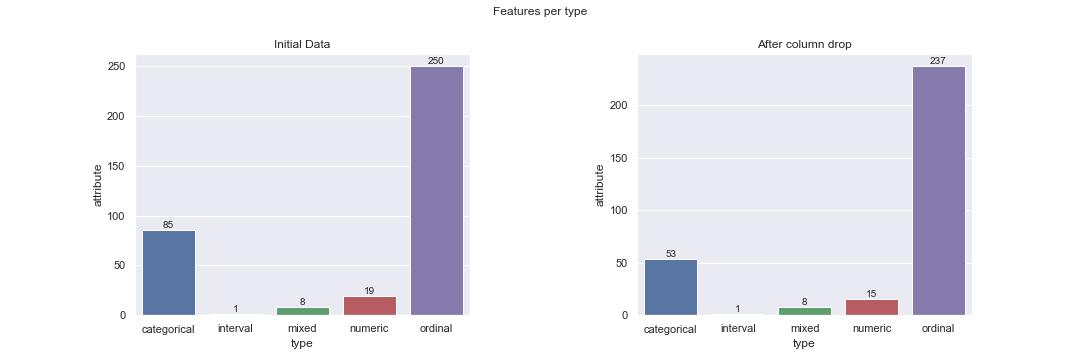 Features per type
Initial Data
250
200
150
100
50
0
attribute
85
1
8
19
250
categorical
interval
mixed
numeric
ordinal
type
After column drop
200
150
100
50
0
attribute
53
1
8
15
237
categorical
interval
mixed
numeric
ordinal
type